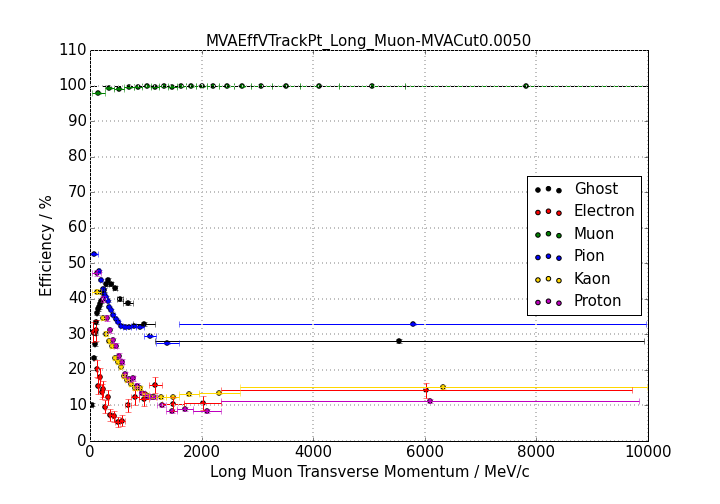 MVAEffVTrackPt_Long_Muon-MVACut0.0050
Efficiency / %
110
100
90
80
70
60
50
40
30
20
10
0
Ghost
Electron
Muon
Pion
Kaon
Proton
0 2000 4000 6000 8000 10000
Long Muon Transverse Momentum / MeV/c